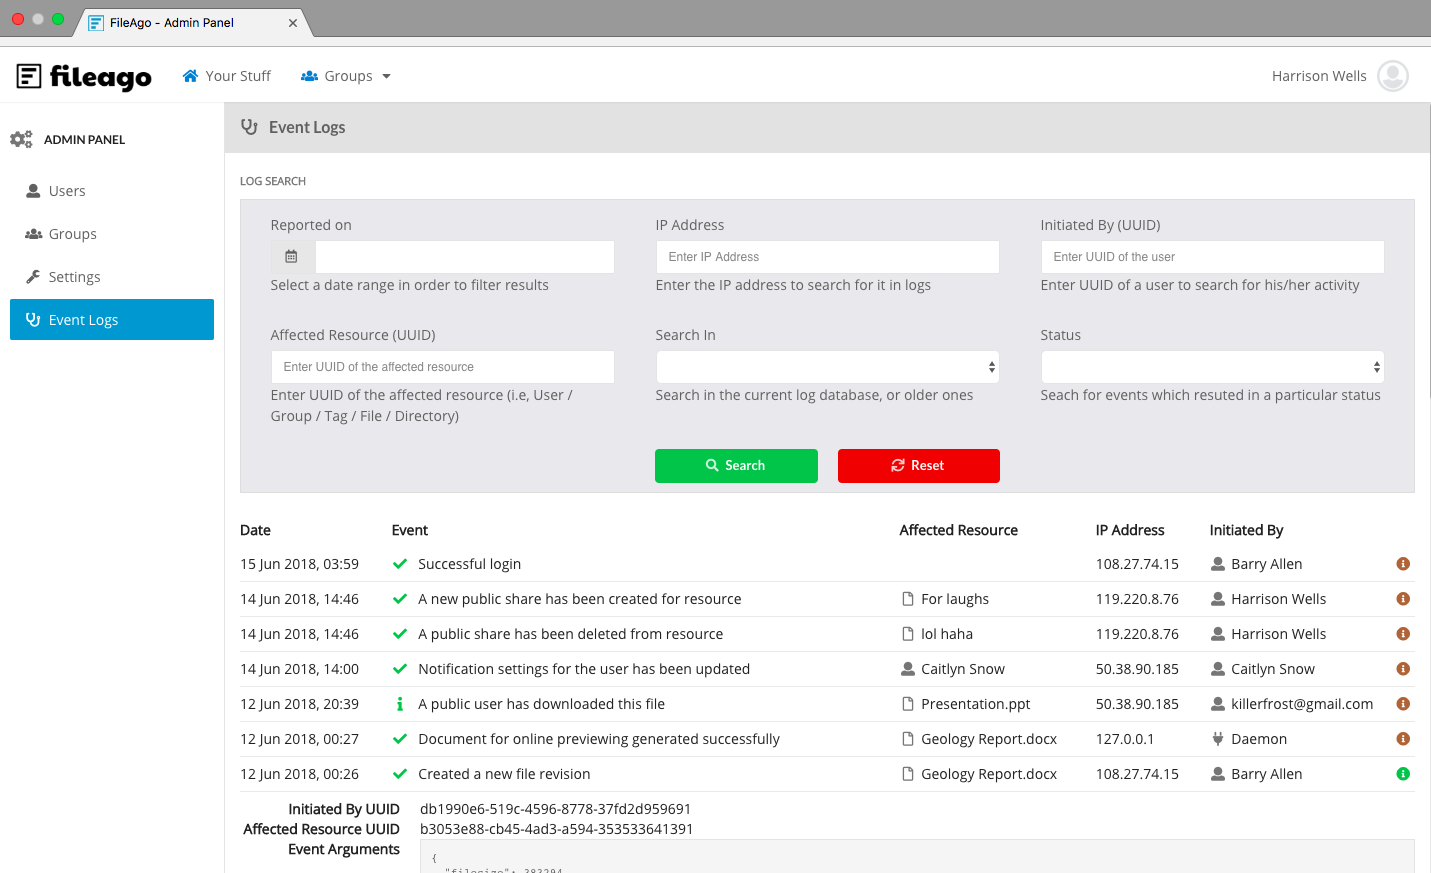 FileAgo - Admin Panel
fileago
Your Stuff
Groups
Harrison Wells
ADMIN PANEL
Users
Groups
Settings
Event Logs
Event Logs
LOG SEARCH
Reported on
IP Address
Initiated By (UUID)
Enter IP Address
Enter UUID of the user
Select a date range in order to filter results
Enter the IP address to search for it in logs
Enter UUID of a user to search for his/her activity
Affected Resource (UUID)
Search In
Status
Enter UUID of the affected resource
Enter UUID of the affected resource (i.e, User /
Group / Tag / File / Directory)
Search in the current log database, or older ones
Seach for events which resuted in a particular status
Search
Reset
Date Event Affected Resource IP Address Initiated By
15 Jun 2018, 03:59 Successful login 108.27.74.15 Barry Allen
14 Jun 2018, 14:46 A new public share has been created for resource For laughs 119.220.8.76 Harrison Wells
14 Jun 2018, 14:46 A public share has been deleted from resource lol haha 119.220.8.76 Harrison Wells
14 Jun 2018, 14:00 Notification settings for the user has been updated Caitlyn Snow 50.38.90.185 Caitlyn Snow
12 Jun 2018, 20:39 A public user has downloaded this file Presentation.ppt 50.38.90.185 killerfrost@gmail.com
12 Jun 2018, 00:27 Document for online previewing generated successfully Geology Report.docx 127.0.0.1 Daemon
12 Jun 2018, 00:26 Created a new file revision Geology Report.docx 108.27.74.15 Barry Allen
Initiated By UUID db1990e6-519c-4596-8778-37fd2d959691
Affected Resource UUID b3053e88-cb45-4ad3-a594-353533641391
Event Arguments
{